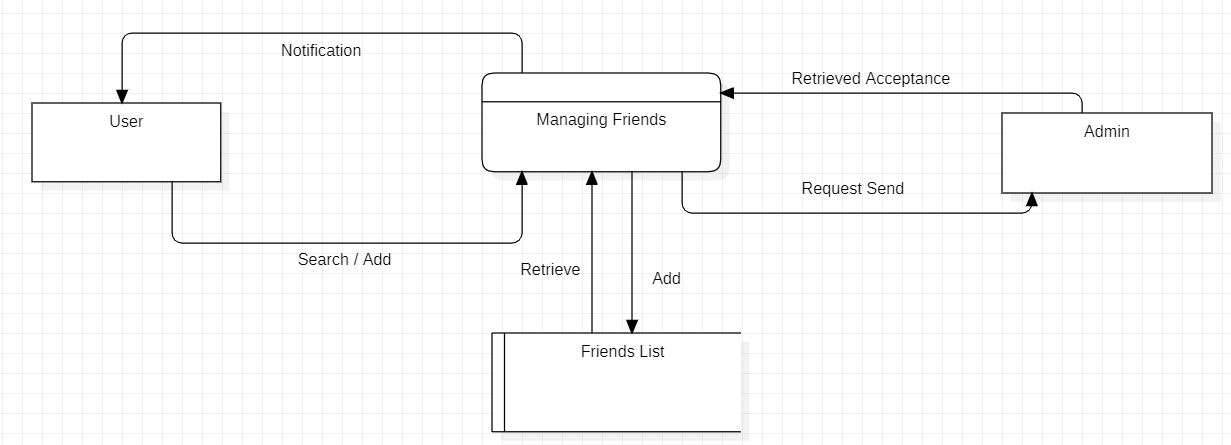 Notification
Retrieved Acceptance
User
Managing Friends
Admin
Request Send
Search / Add
Retrieve
Add
Friends List